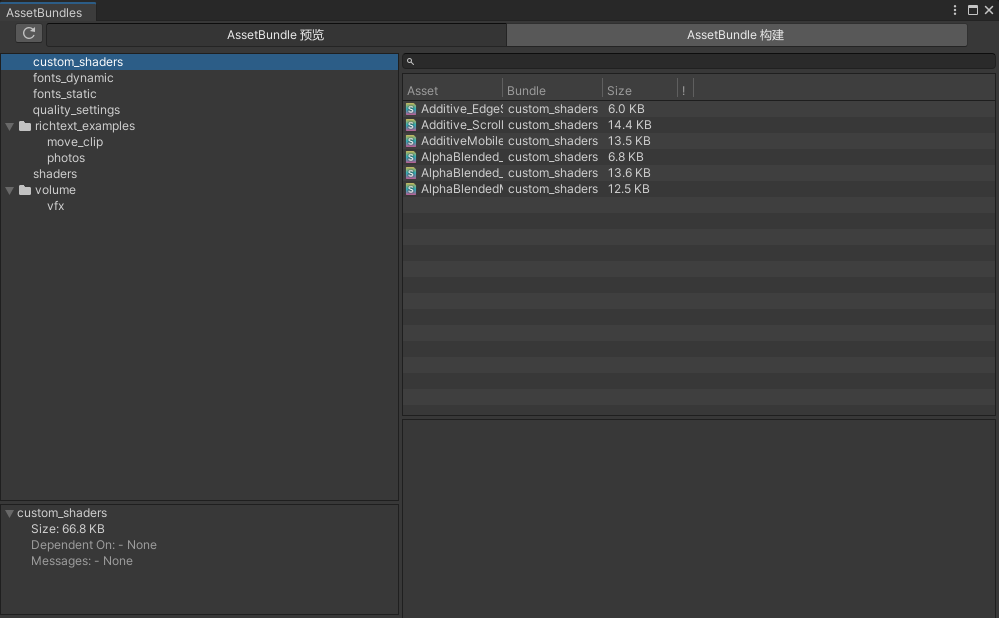 AssetBundles
AssetBundle 预览
AssetBundle 构建
custom_shaders
fonts_dynamic
fonts_static
quality_settings
richtext_examples
move_clip
photos
shaders
volume
vfx
Asset Bundle Size !
Additive_Edge custom_shaders 6.0 KB
Additive_Scroll custom_shaders 14.4 KB
AdditiveMobile custom_shaders 13.5 KB
AlphaBlended_ custom_shaders 6.8 KB
AlphaBlended_ custom_shaders 13.6 KB
AlphaBlended custom_shaders 12.5 KB
custom_shaders
Size: 66.8 KB
Dependent On: - None
Messages: - None